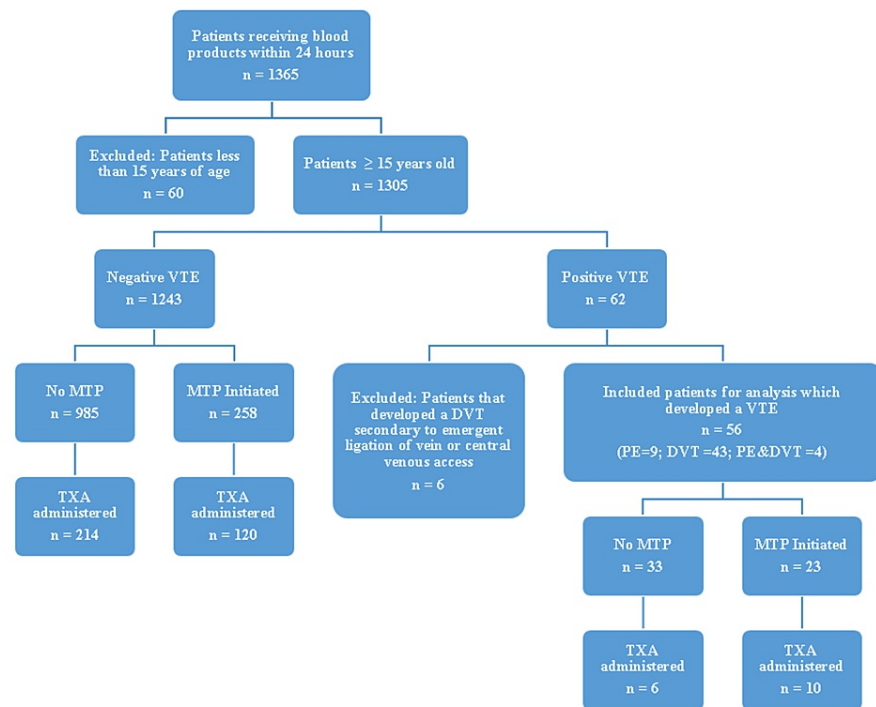 Patients receiving blood
products within 24 hours
n = 1365
Excluded: Patients less
than 15 years of age
n = 60
Patients ≥ 15 years old
n = 1305
Negative VTE
n = 1243
Positive VTE
n = 62
No MTP
n = 985
MTP Initiated
n = 258
Excluded: Patients that
developed a DVT
secondary to emergent
ligation of vein or central
venous access
n = 6
Included patients for analysis which
developed a VTE
n = 56
(PE=9; DVT =43; PE&DVT =4)
TXA
administered
n = 214
TXA
administered
n = 120
No MTP
n = 33
MTP Initiated
n = 23
TXA
administered
n = 6
TXA
administered
n = 10